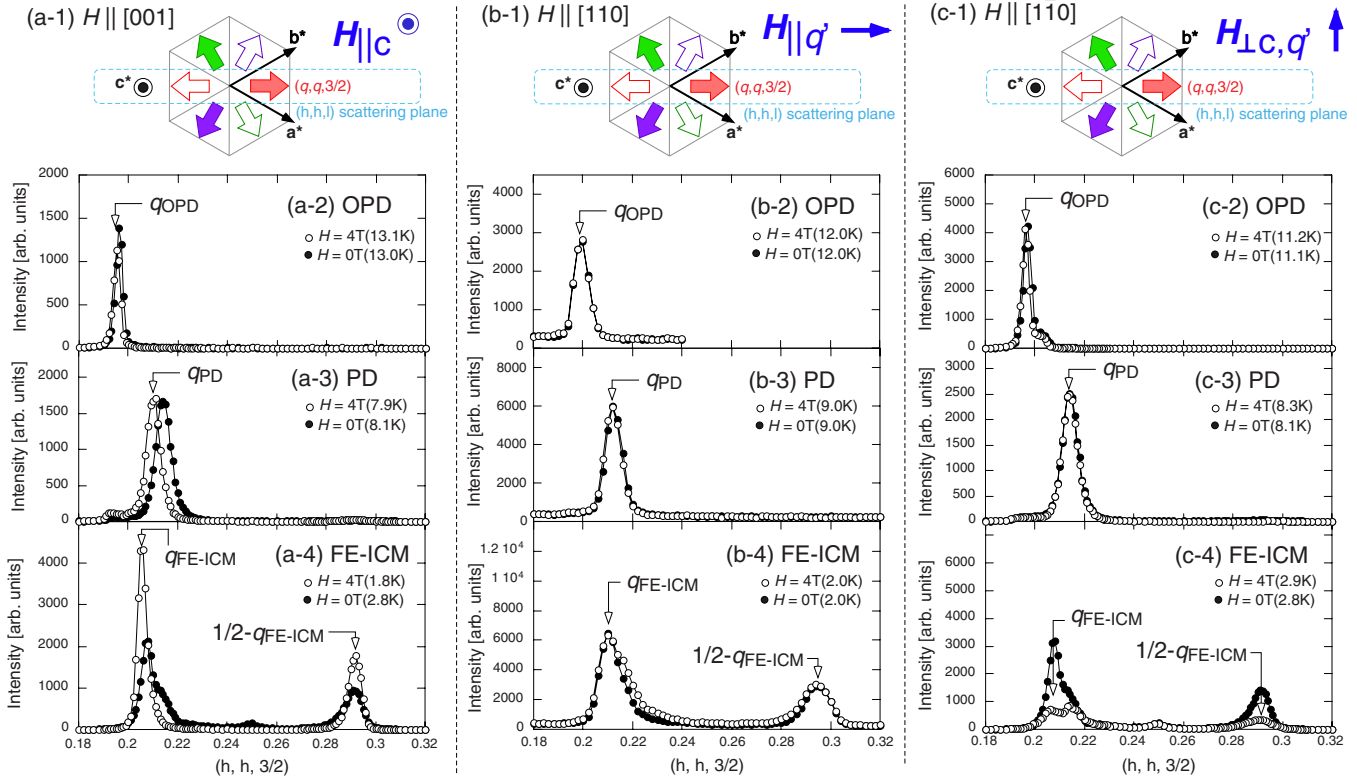 (a-1) H || [001]
H||c
b*
c*
(q,q,3/2)
(h,h,l) scattering plane
a*
2000
1500
1000
500
0
Intensity [arb. units]
qOPD
(a-2) OPD
H = 4T(13.1K)
H = 0T(13.0K)
2000
1500
1000
500
0
Intensity [arb. units]
qPD
(a-3) PD
H = 4T(7.9K)
H = 0T(8.1K)
4000
3000
2000
1000
0
Intensity [arb. units]
qFE-ICM
(a-4) FE-ICM
H = 4T(1.8K)
H = 0T(2.8K)
1/2-qFE-ICM
0.18 0.2 0.22 0.24 0.26 0.28 0.3 0.32
(h, h, 3/2)
(b-1) H || [110]
H||q'
b*
c*
(q,q,3/2)
(h,h,l) scattering plane
a*
4000
3000
2000
1000
0
Intensity [arb. units]
qOPD
(b-2) OPD
H = 4T(12.0K)
H = 0T(12.0K)
8000
6000
4000
2000
0
Intensity [arb. units]
qPD
(b-3) PD
H = 4T(9.0K)
H = 0T(9.0K)
1.2 10⁴
1 10⁴
8000
6000
4000
2000
0
Intensity [arb. units]
qFE-ICM
(b-4) FE-ICM
H = 4T(2.0K)
H = 0T(2.0K)
1/2-qFE-ICM
0.18 0.2 0.22 0.24 0.26 0.28 0.3 0.32
(h, h, 3/2)
(c-1) H || [110]
H⊥c,q'
b*
c*
(q,q,3/2)
(h,h,l) scattering plane
a*
6000
5000
4000
3000
2000
1000
0
Intensity [arb. units]
qOPD
(c-2) OPD
H = 4T(11.2K)
H = 0T(11.1K)
3000
2500
2000
1500
1000
500
0
Intensity [arb. units]
qPD
(c-3) PD
H = 4T(8.3K)
H = 0T(8.1K)
8000
7000
6000
5000
4000
3000
2000
1000
0
Intensity [arb. units]
qFE-ICM
(c-4) FE-ICM
H = 4T(2.9K)
H = 0T(2.8K)
1/2-qFE-ICM
0.18 0.2 0.22 0.24 0.26 0.28 0.3 0.32
(h, h, 3/2)